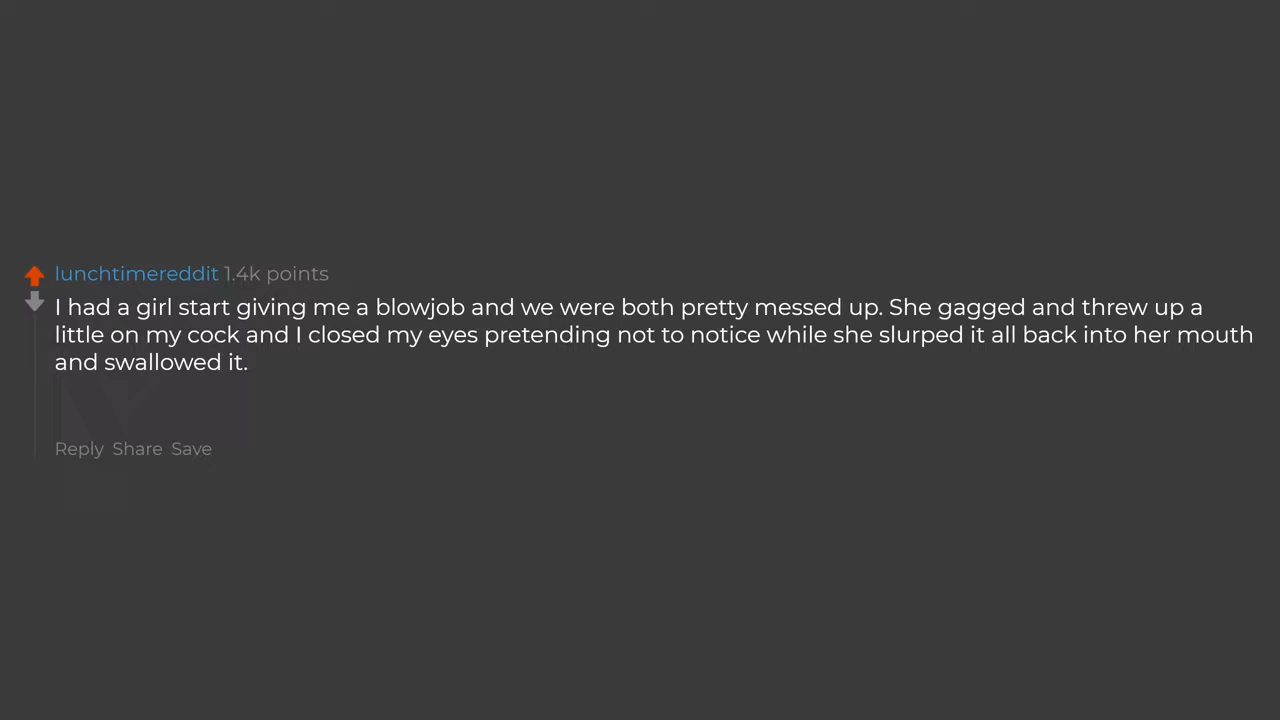 lunchtimereddit 1.4k points
I had a girl start giving me a blowjob and we were both pretty messed up. She gagged and threw up a
little on my cock and I closed my eyes pretending not to notice while she slurped it all back into her mouth
and swallowed it.
Reply Share Save